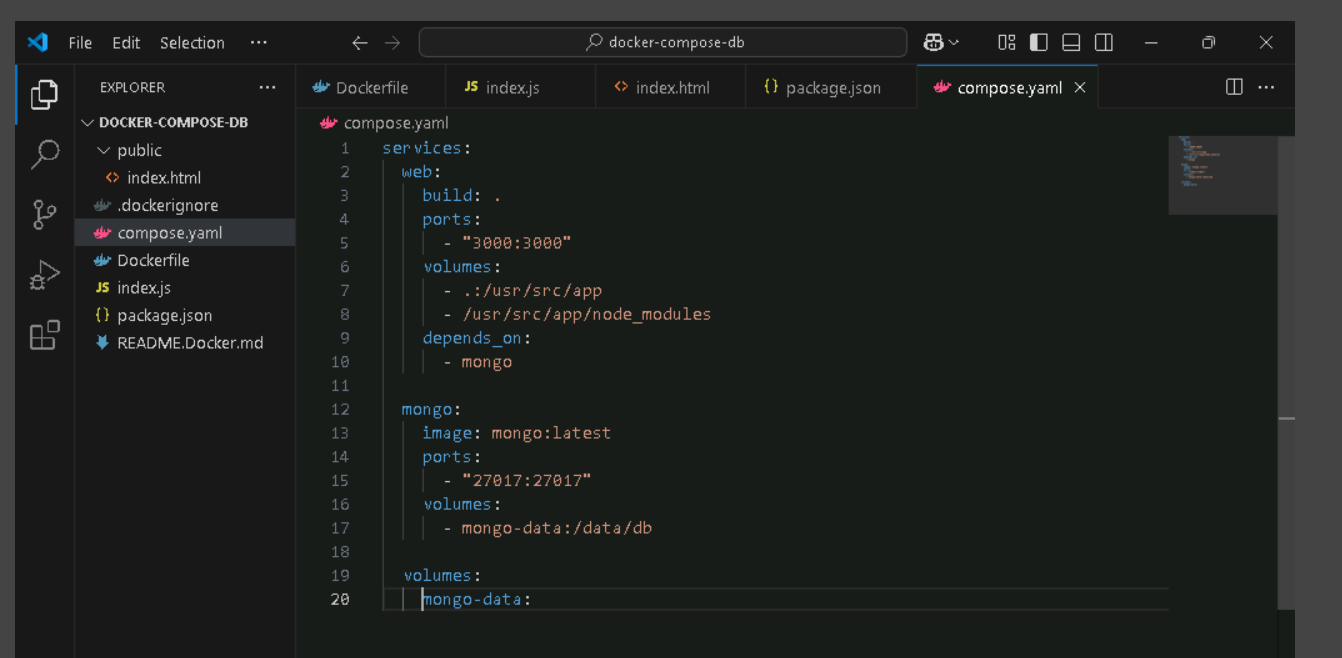 File Edit Selection ···
docker-compose-db
EXPLORER ···
DOCKER-COMPOSE-DB
public
index.html
.dockerignore
compose.yaml
Dockerfile
JS index.js
{} package.json
README.Docker.md
Dockerfile JS index.js <> index.html {} package.json compose.yaml ×
compose.yaml
1 services:
2   web:
3     build: .
4     ports:
5       - "3000:3000"
6     volumes:
7       - .:/usr/src/app
8       - /usr/src/app/node_modules
9     depends_on:
10       - mongo
11
12   mongo:
13     image: mongo:latest
14     ports:
15       - "27017:27017"
16     volumes:
17       - mongo-data:/data/db
18
19   volumes:
20     mongo-data: